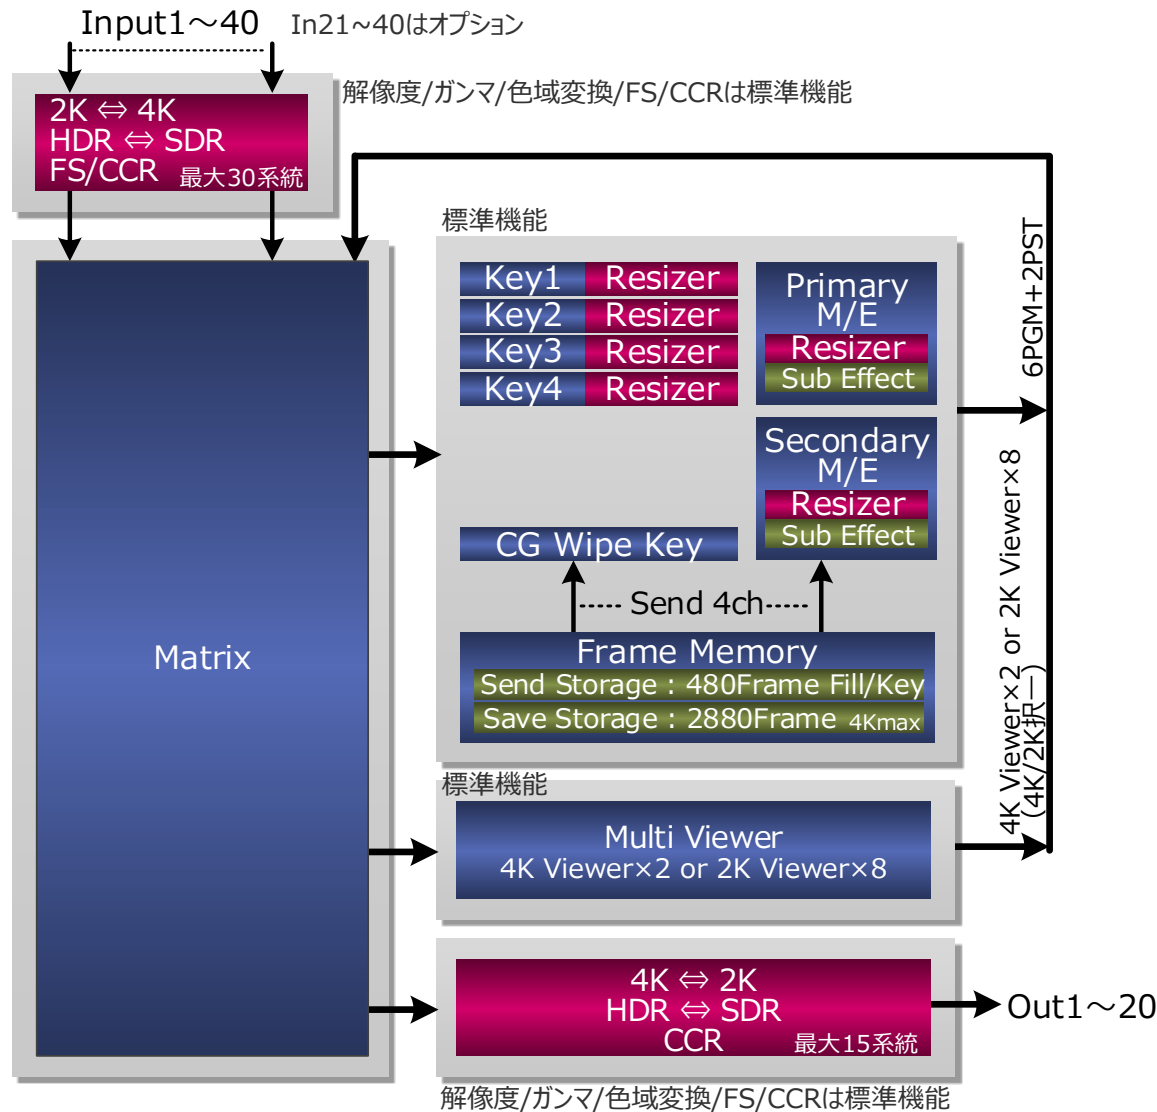 Input1～40 In21~40はオプション
解像度/ガンマ/色域変換/FS/CCRは標準機能
2K ⇔ 4K
HDR ⇔ SDR
FS/CCR 最大30系統
Matrix
標準機能
Key1 Resizer
Key2 Resizer
Key3 Resizer
Key4 Resizer
Primary
M/E
Resizer
Sub Effect
Secondary
M/E
Resizer
Sub Effect
CG Wipe Key
Send 4ch
Frame Memory
Send Storage : 480Frame Fill/Key
Save Storage : 2880Frame 4Kmax
6PGM+2PST
4K Viewer×2 or 2K Viewer×8
(4K/2K択一)
標準機能
Multi Viewer
4K Viewer×2 or 2K Viewer×8
4K ⇔ 2K
HDR ⇔ SDR
CCR 最大15系統
Out1～20
解像度/ガンマ/色域変換/FS/CCRは標準機能